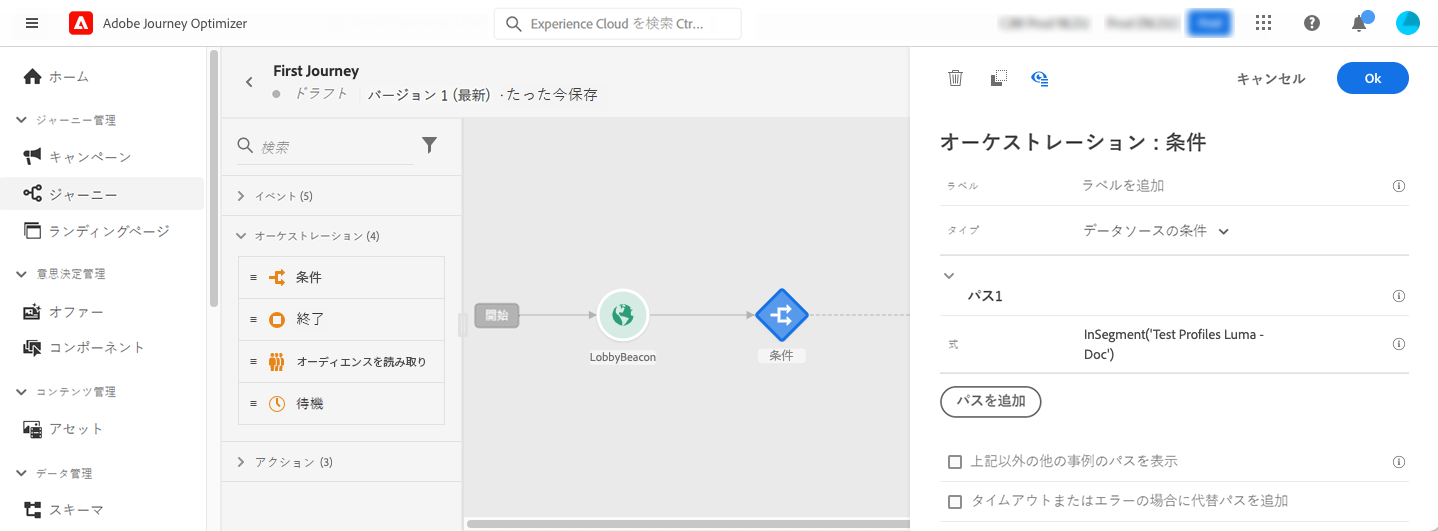 Adobe Journey Optimizer
Experience Cloud を検索 Ctr...
ホーム
ジャーニー管理
キャンペーン
ジャーニー
ランディングページ
意思決定管理
オファー
コンポーネント
コンテンツ管理
アセット
データ管理
スキーマ
First Journey
ドラフト
バージョン 1 (最新) ・たった今保存
検索
イベント (5)
オーケストレーション (4)
条件
終了
オーディエンスを読み取り
待機
アクション (3)
開始
LobbyBeacon
条件
キャンセル
Ok
オーケストレーション : 条件
ラベル
ラベルを追加
タイプ
データソースの条件
パス1
式
InSegment('Test Profiles Luma -
Doc')
パスを追加
上記以外の他の事例のパスを表示
タイムアウトまたはエラーの場合に代替パスを追加